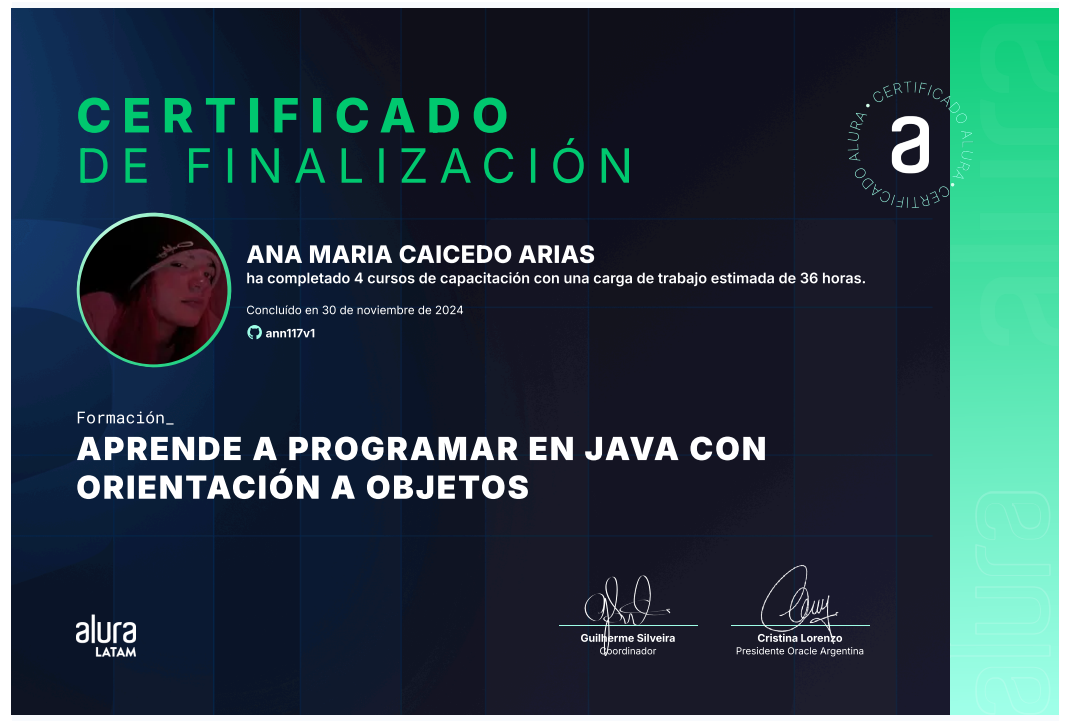 CERTIFICADO
DE FINALIZACIÓN
CERTIFICADO ALURA • CERTIFICADO ALURA •
a
ANA MARIA CAICEDO ARIAS
ha completado 4 cursos de capacitación con una carga de trabajo estimada de 36 horas.
Concluído en 30 de noviembre de 2024
ann117v1
Formación_
APRENDE A PROGRAMAR EN JAVA CON
ORIENTACIÓN A OBJETOS
alura
LATAM
Guilherme Silveira
Coordinador
Cristina Lorenzo
Presidente Oracle Argentina
alura
alura